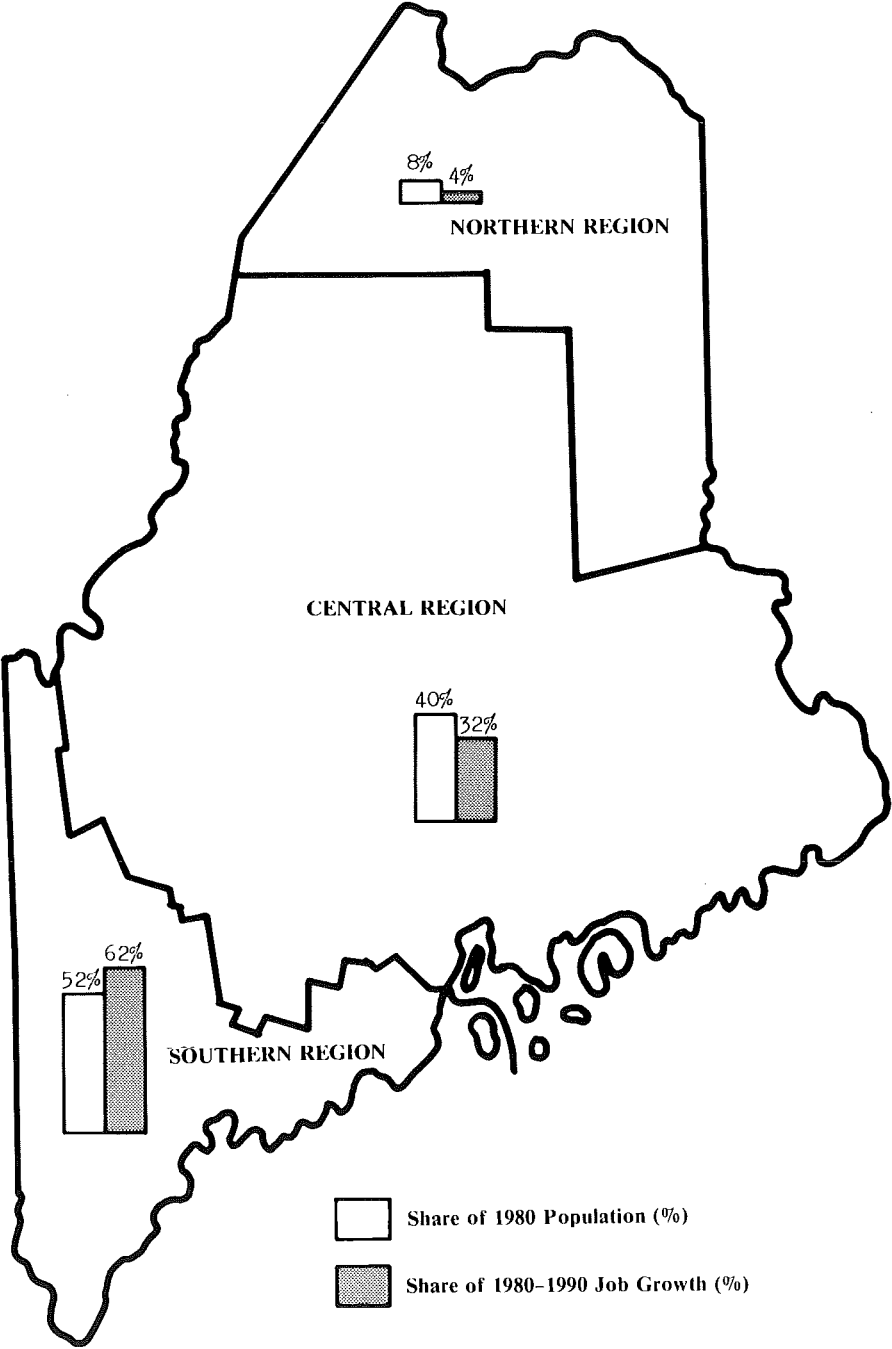 8%
4%
NORTHERN REGION
CENTRAL REGION
40%
32%
62%
52%
SOUTHERN REGION
Share of 1980 Population (%)
Share of 1980-1990 Job Growth (%)